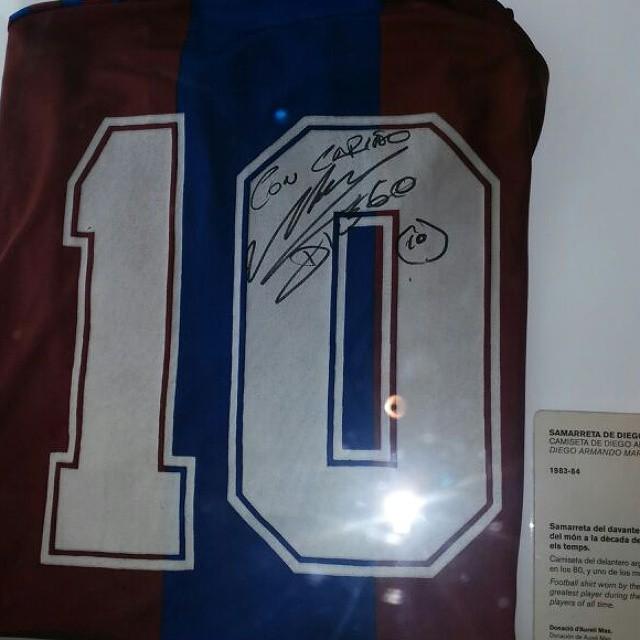 10
CON CARIÑO
DIEGO
10
SAMARRETA DE DIEGO
CAMISETA DE DIEGO
DIEGO ARMANDO
1983-84
Samarreta del davante
del món a la dècada de
els temps.
Camiseta del delantero
en los 80, y uno de los
Football shirt worn by the
greatest player during the
players of all time.
Donació d'Aureli Mas.
Donación de Aureli Mas.